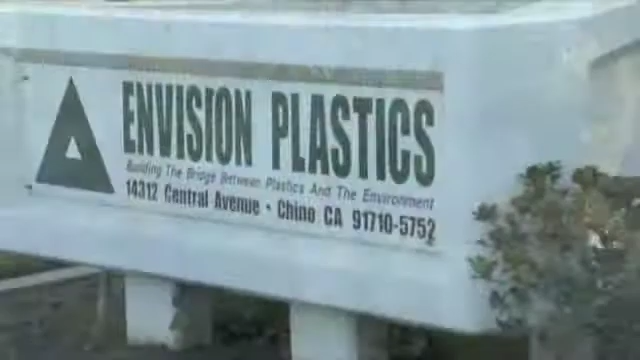 ENVISION PLASTICS
Building The Bridge Between Plastics And The Environment
14312 Central Avenue • Chino CA 91710-5752